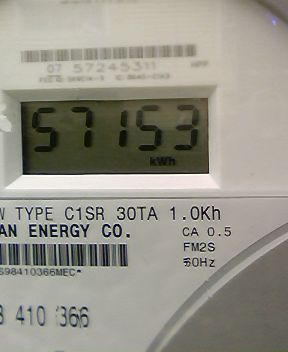 07 57245311
57153
kWh
TYPE C1SR 30TA 1.0Kh
AN ENERGY CO.
CA 0.5
FM2S
60Hz
S98410366MEC*
410 366